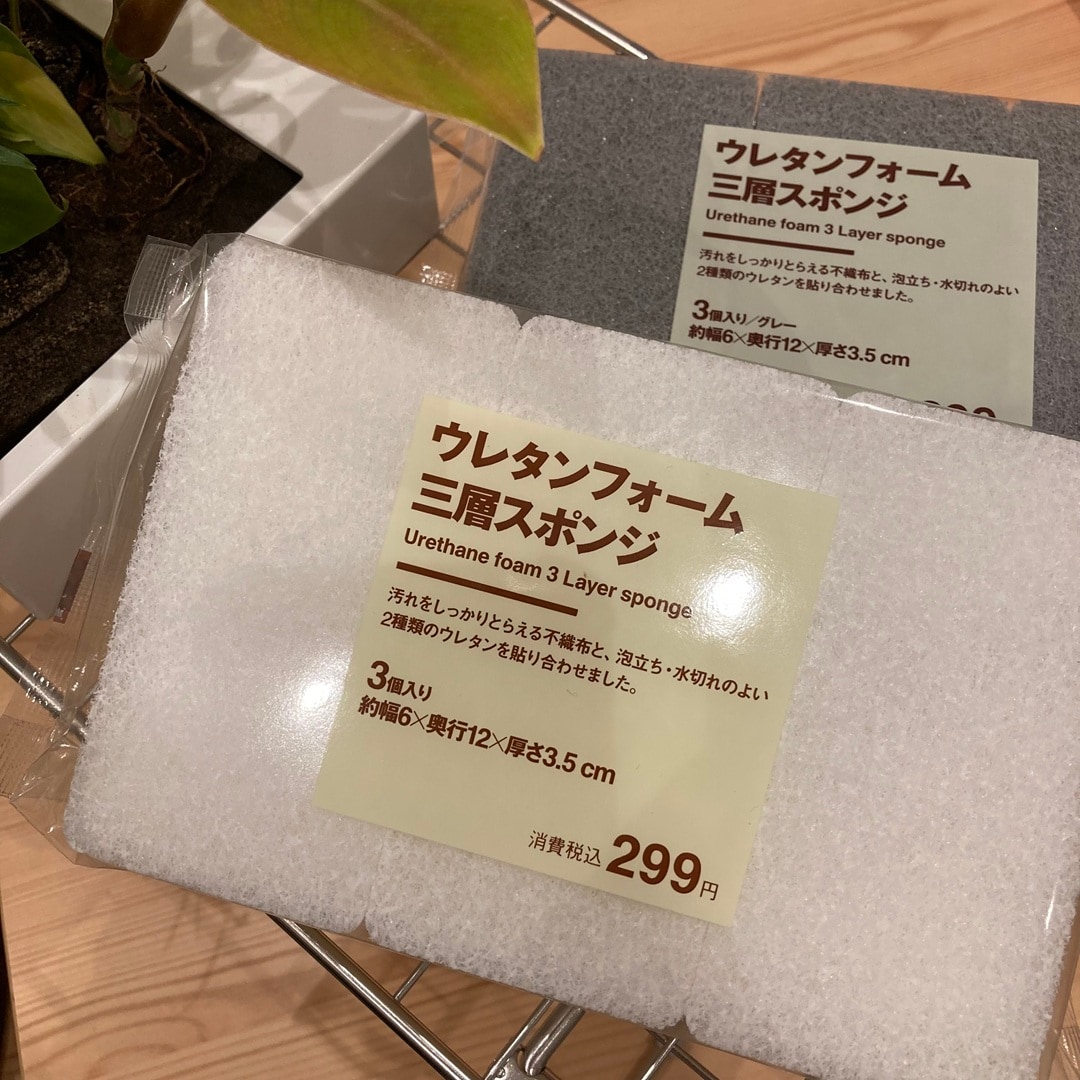 ウレタンフォーム
三層スポンジ
Urethane foam 3 Layer sponge
汚れをしっかりとらえる不織布と、泡立ち・水切れのよい
2種類のウレタンを貼り合わせました。
3個入り/グレー
約幅6×奥行12×厚さ3.5 cm
ウレタンフォーム
三層スポンジ
Urethane foam 3 Layer sponge
汚れをしっかりとらえる不織布と、泡立ち・水切れのよい
2種類のウレタンを貼り合わせました。
3個入り
約幅6×奥行12×厚さ3.5 cm
消費税込299円